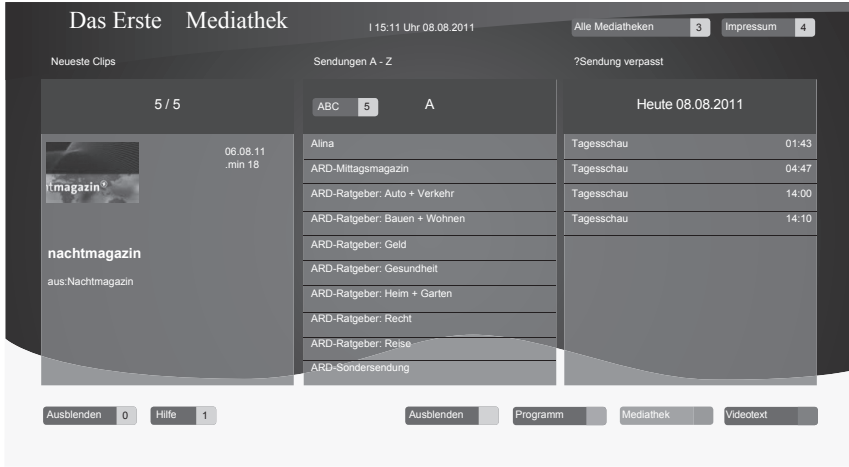 Das Erste Mediathek
I 15:11 Uhr 08.08.2011
Alle Mediatheken 3
Impressum 4
Neueste Clips
Sendungen A - Z
?Sendung verpasst
5 / 5
ABC 5
A
Heute 08.08.2011
06.08.11
.min 18
tmagazin
nachtmagazin
aus:Nachtmagazin
Alina
ARD-Mittagsmagazin
ARD-Ratgeber: Auto + Verkehr
ARD-Ratgeber: Bauen + Wohnen
ARD-Ratgeber: Geld
ARD-Ratgeber: Gesundheit
ARD-Ratgeber: Heim + Garten
ARD-Ratgeber: Recht
ARD-Ratgeber: Reise
ARD-Sondersendung
Tagesschau 01:43
Tagesschau 04:47
Tagesschau 14:00
Tagesschau 14:10
Ausblenden 0
Hilfe 1
Ausblenden
Programm
Mediathek
Videotext